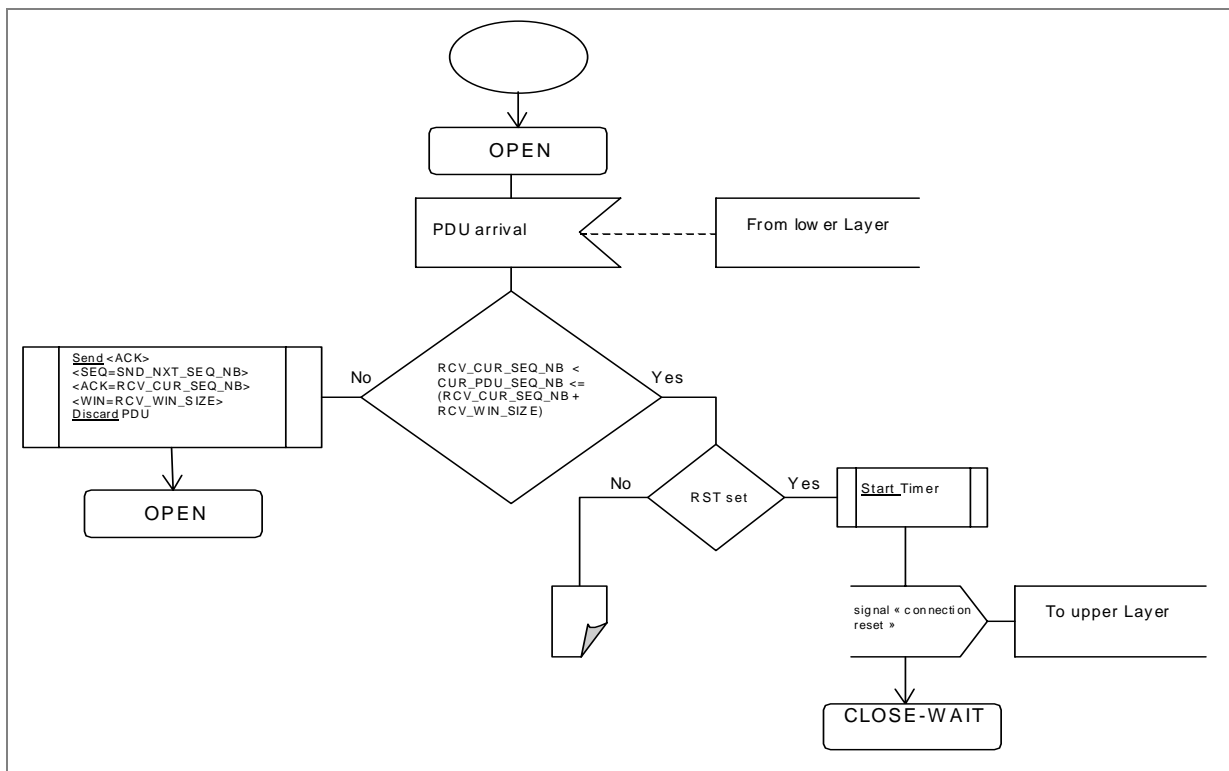 OPEN
PDU arrival
From lower Layer
Send <ACK>
<SEQ=SND_NXT_SEQ_NB>
<ACK=RCV_CUR_SEQ_NB>
<WIN=RCV_WIN_SIZE>
Discard PDU
No
RCV_CUR_SEQ_NB <
CUR_PDU_SEQ_NB <=
(RCV_CUR_SEQ_NB +
RCV_WIN_SIZE)
Yes
OPEN
No
RST set
Yes
Start Timer
signal « connection
reset »
To upper Layer
CLOSE-WAIT